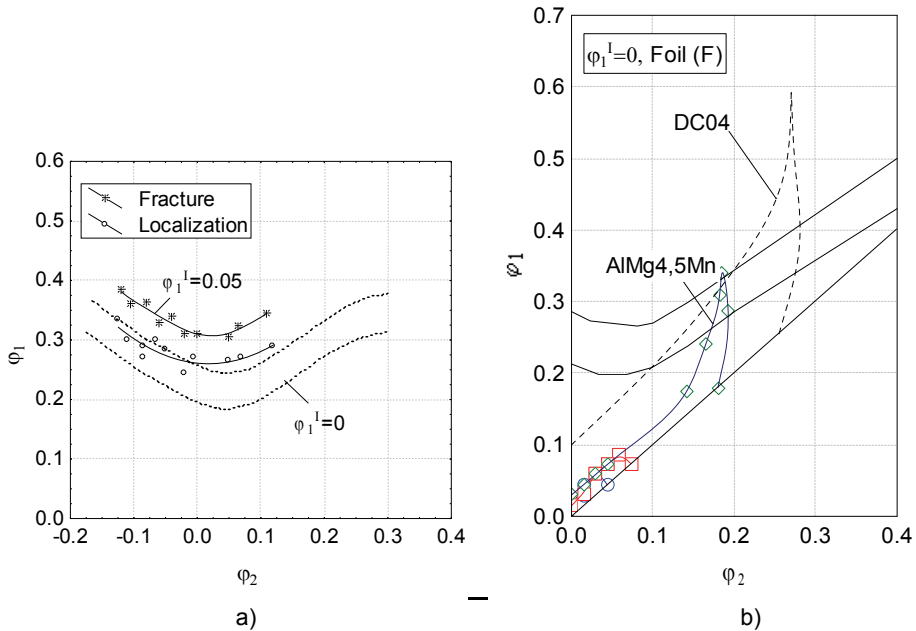 0.6
0.5
0.4
0.3
0.2
0.1
0.0
-0.2
-0.1
0.0
0.1
0.2
0.3
0.4
Fracture
Localization
φ₁ᴵ=0.05
φ₁ᴵ=0
φ₁
φ₂
a)
0.7
0.6
0.5
0.4
0.3
0.2
0.1
0.0
0.0
0.1
0.2
0.3
0.4
φ₁ᴵ=0, Foil (F)
DC04
AlMg4,5Mn
φ₁
φ₂
b)